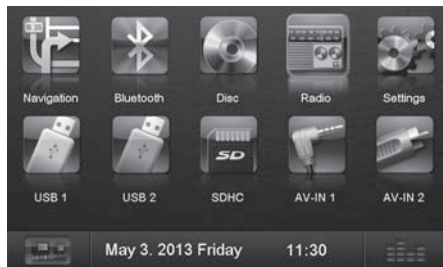 Navigation Bluetooth Disc Radio Settings
SD
USB 1 USB 2 SDHC AV-IN 1 AV-IN 2
May 3. 2013 Friday 11:30